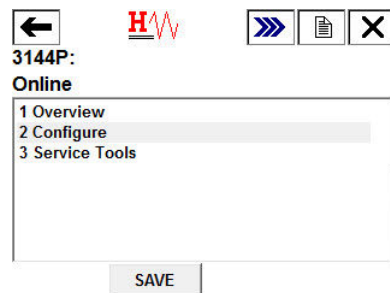 H
3144P:
Online
1 Overview
2 Configure
3 Service Tools
SAVE